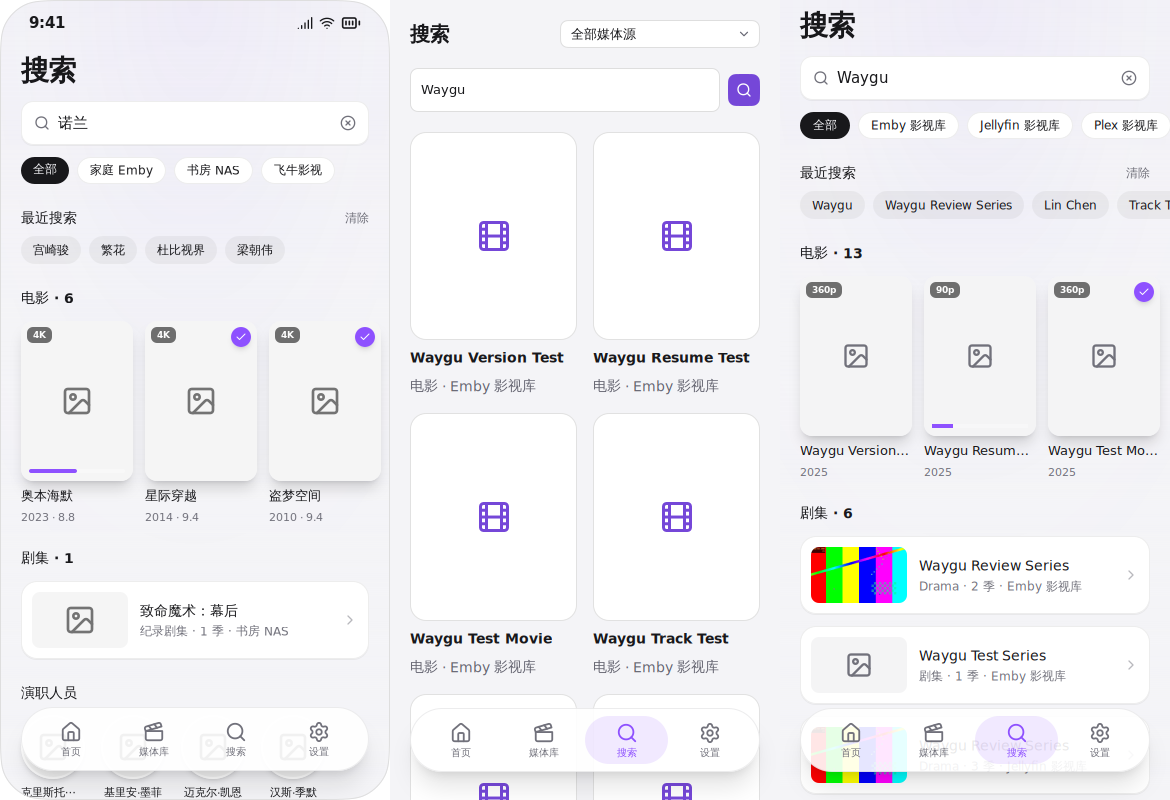 9:41
搜索
诺兰
全部
家庭 Emby
书房 NAS
飞牛影视
最近搜索
清除
宫崎骏
繁花
杜比视界
梁朝伟
电影 · 6
4K
4K
4K
奥本海默
星际穿越
盗梦空间
2023 · 8.8
2014 · 9.4
2010 · 9.4
剧集 · 1
致命魔术：幕后
纪录剧集 · 1 季 · 书房 NAS
演职人员
首页
媒体库
搜索
设置
克里斯托…
基里安·墨菲
迈克尔·凯恩
汉斯·季默
搜索
全部媒体源
Waygu
Waygu Version Test
Waygu Resume Test
电影 · Emby 影视库
电影 · Emby 影视库
Waygu Test Movie
Waygu Track Test
电影 · Emby 影视库
电影 · Emby 影视库
首页
媒体库
搜索
设置
搜索
Waygu
全部
Emby 影视库
Jellyfin 影视库
Plex 影视库
最近搜索
清除
Waygu
Waygu Review Series
Lin Chen
Track T
电影 · 13
360p
90p
360p
Waygu Version…
Waygu Resum…
Waygu Test Mo…
2025
2025
2025
剧集 · 6
Waygu Review Series
Drama · 2 季 · Emby 影视库
Waygu Test Series
剧集 · 1 季 · Emby 影视库
Waygu Review Series
Drama · 3 季 · Jellyfin 影视库
首页
媒体库
搜索
设置